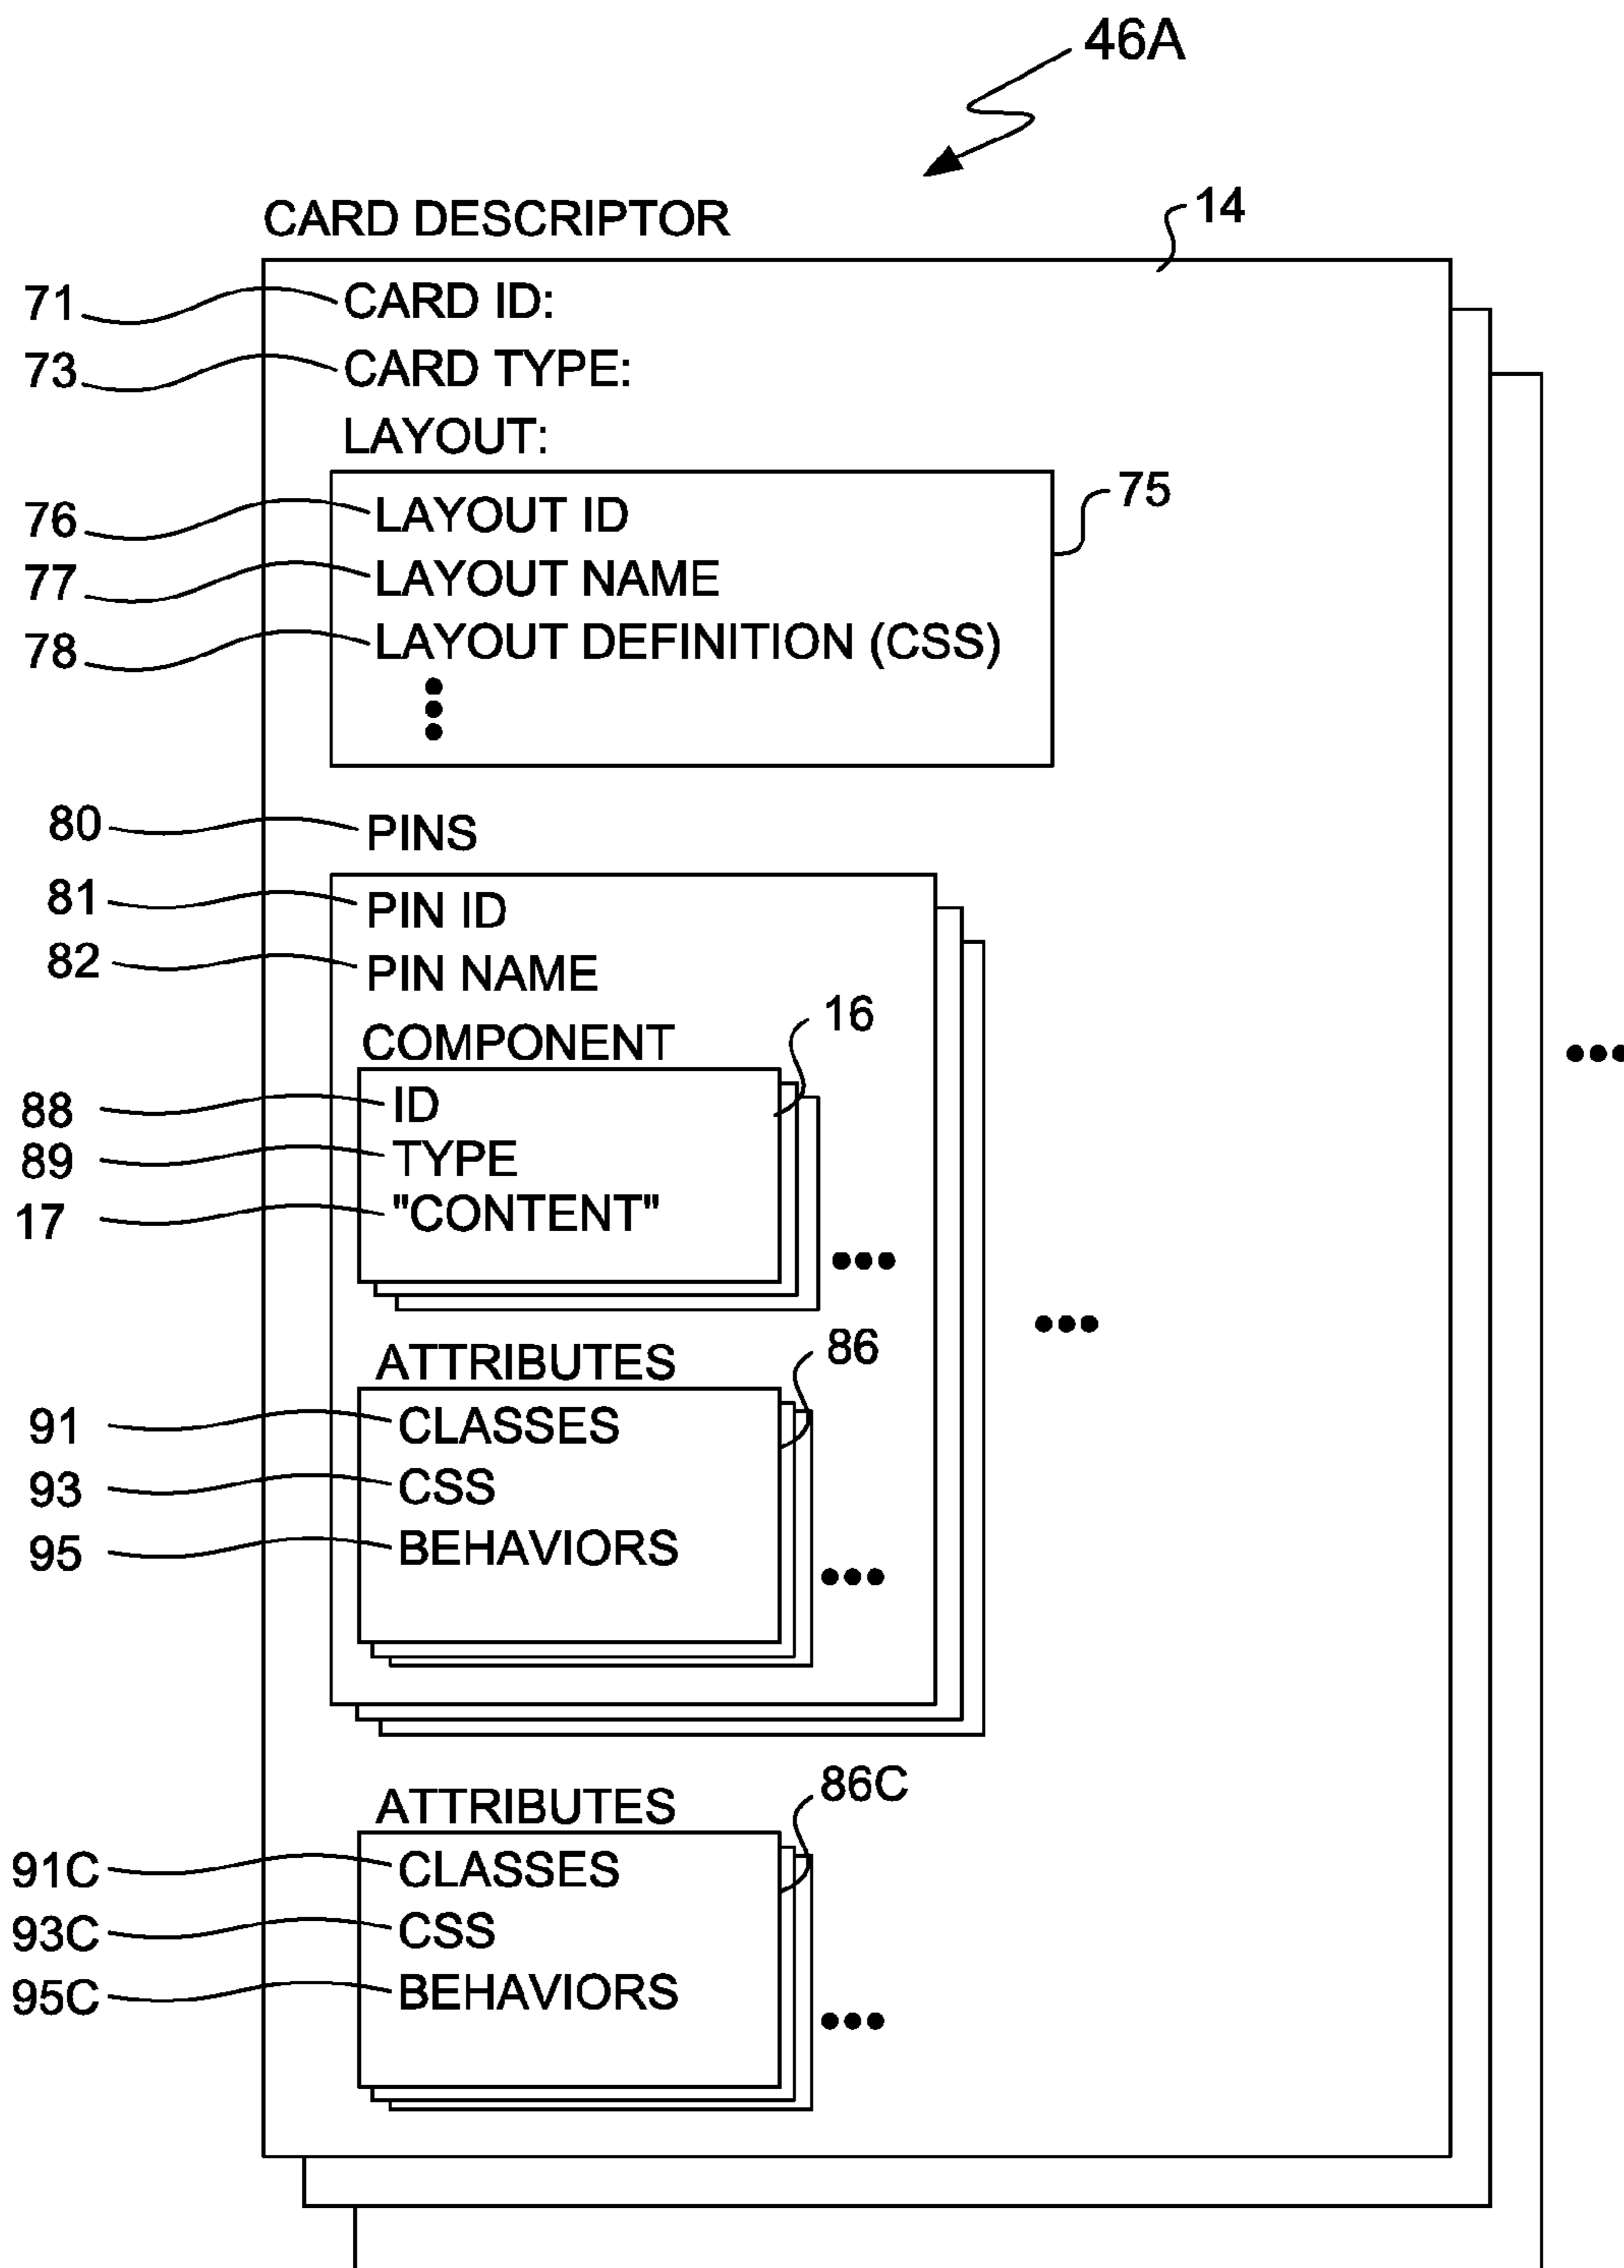 46A
CARD DESCRIPTOR
14
71 CARD ID:
73 CARD TYPE:
LAYOUT:
75
76 LAYOUT ID
77 LAYOUT NAME
78 LAYOUT DEFINITION (CSS)
80 PINS
81 PIN ID
82 PIN NAME
16
COMPONENT
88 ID
89 TYPE
17 "CONTENT"
86
ATTRIBUTES
91 CLASSES
93 CSS
95 BEHAVIORS
86C
ATTRIBUTES
91C CLASSES
93C CSS
95C BEHAVIORS